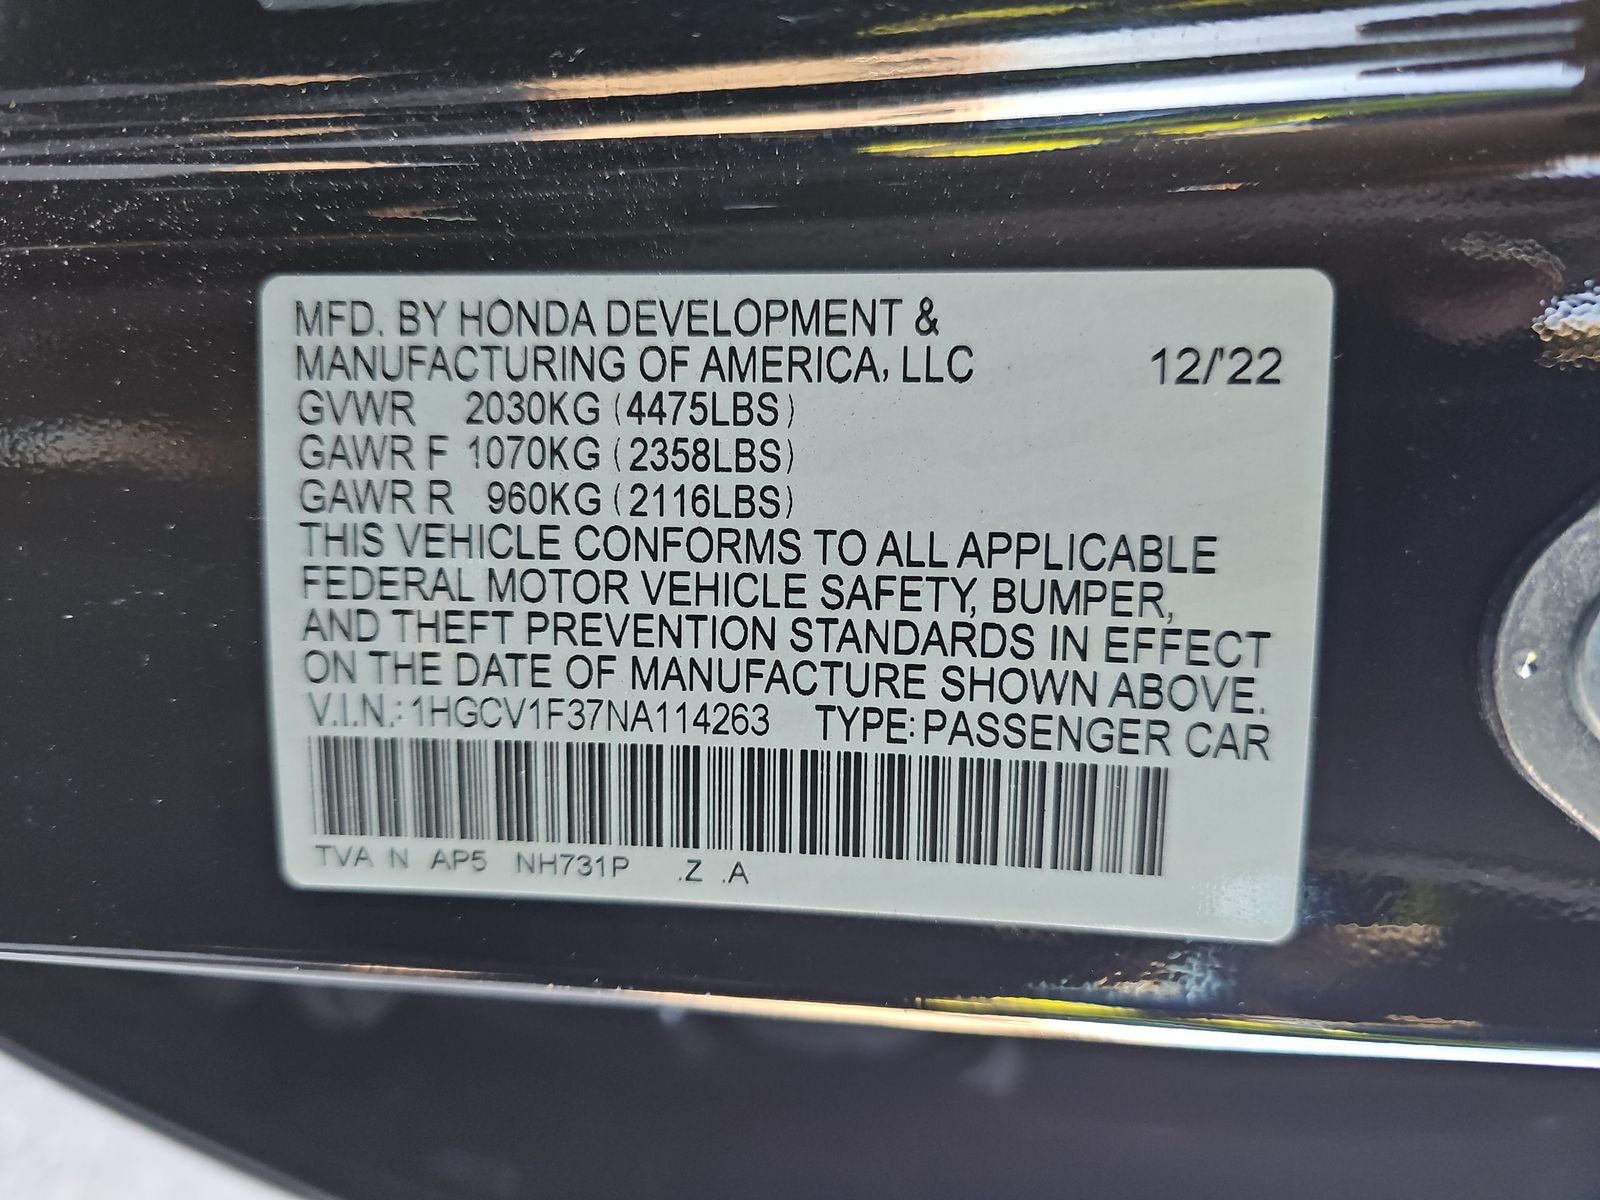 MFD. BY HONDA DEVELOPMENT &
MANUFACTURING OF AMERICA, LLC 12/'22
GVWR 2030KG (4475LBS)
GAWR F 1070KG (2358LBS)
GAWR R 960KG (2116LBS)
THIS VEHICLE CONFORMS TO ALL APPLICABLE
FEDERAL MOTOR VEHICLE SAFETY, BUMPER,
AND THEFT PREVENTION STANDARDS IN EFFECT
ON THE DATE OF MANUFACTURE SHOWN ABOVE.
V.I.N.: 1HGCV1F37NA114263 TYPE: PASSENGER CAR
TVA N AP5 NH731P .Z .A